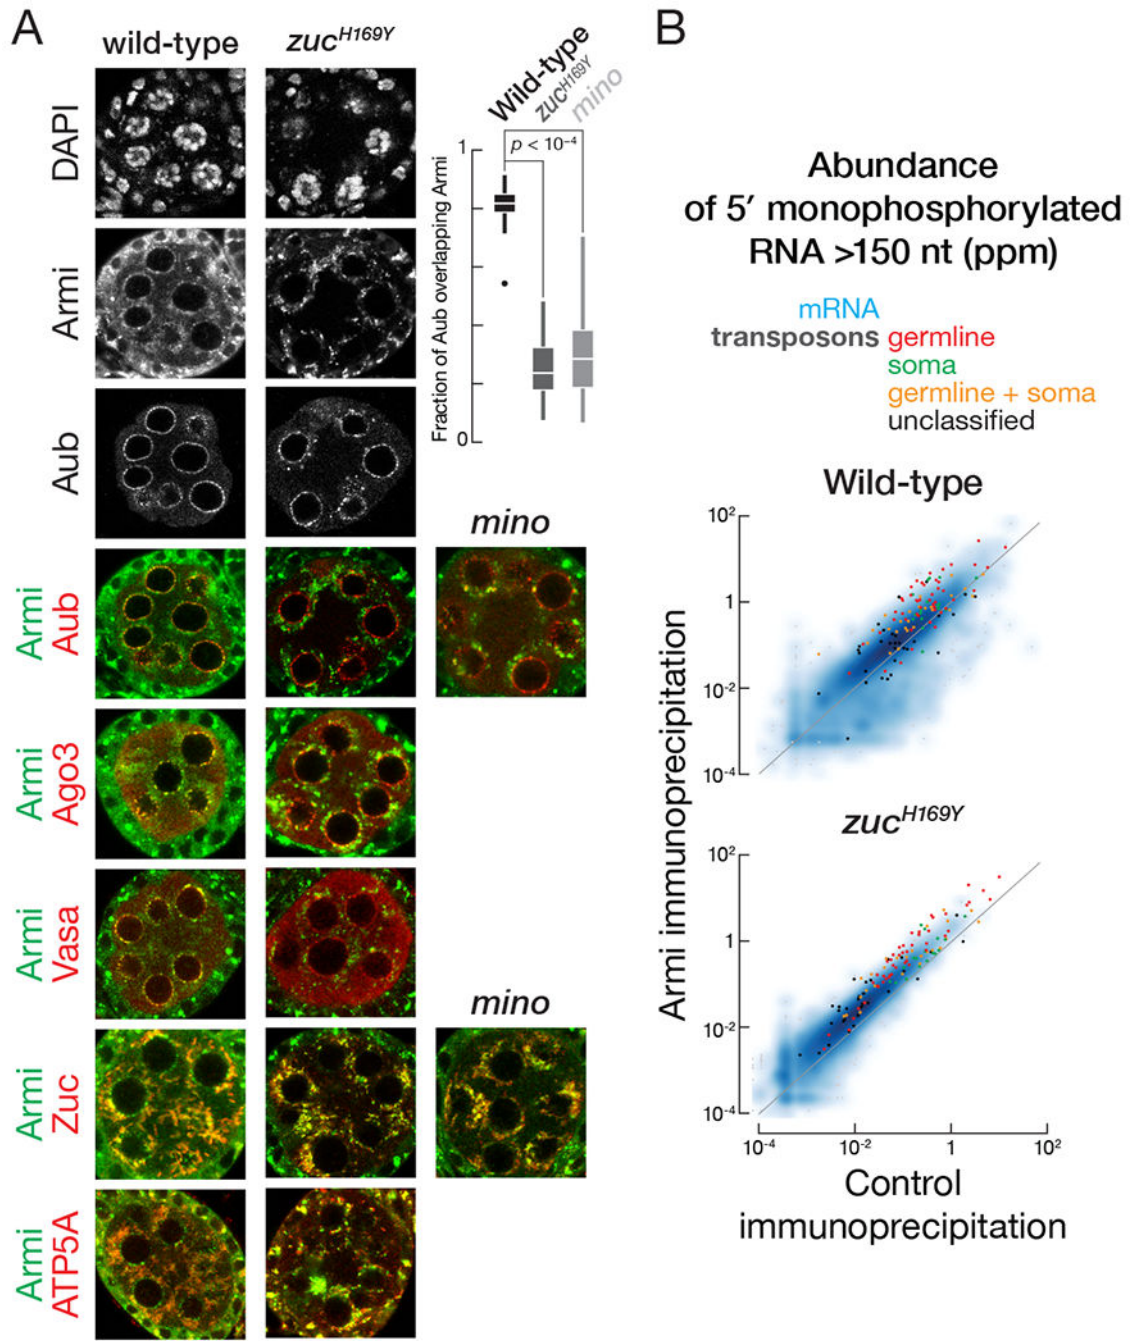 A
wild-type
zucH169Y
DAPI
Armi
Aub
Armi
Aub
Armi
Ago3
Armi
Vasa
Armi
Zuc
Armi
ATP5A
Wild-type
zucH169Y
mino
p < 10−4
1
0
Fraction of Aub overlapping Armi
mino
mino
B
Abundance
of 5′ monophosphorylated
RNA >150 nt (ppm)
mRNA
transposons germline
soma
germline + soma
unclassified
Wild-type
10²
1
10−2
10−4
zucH169Y
10²
1
10−2
10−4
10−4 10−2 1 10²
Armi immunoprecipitation
Control
immunoprecipitation